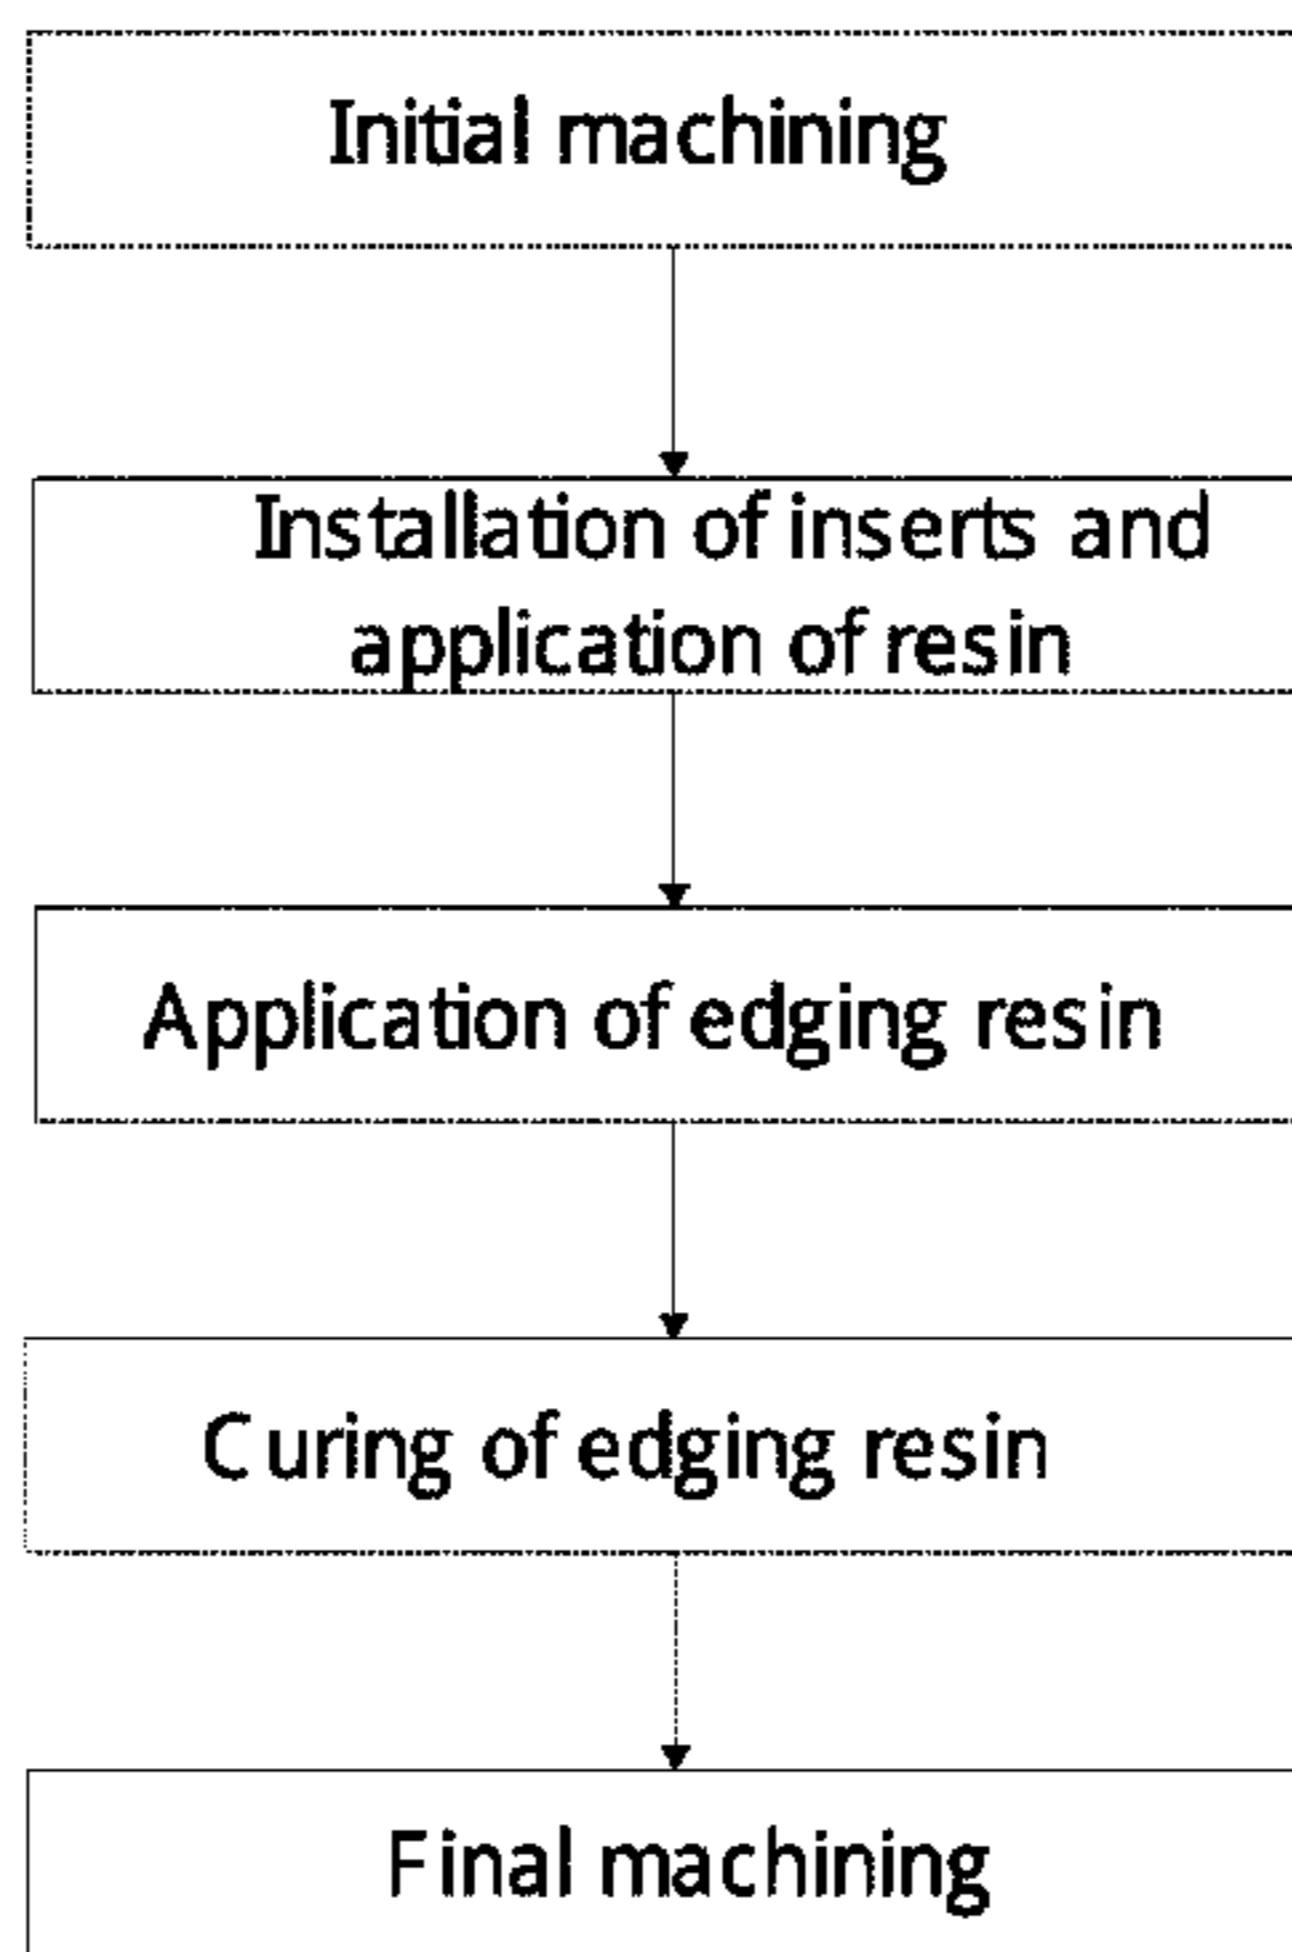 Initial machining
Installation of inserts and
application of resin
Application of edging resin
Curing of edging resin
Final machining